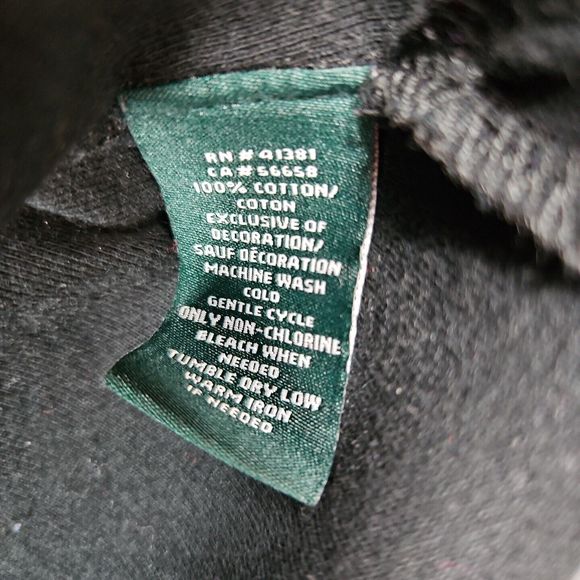 RN # 41381
CA # 56658
100% COTTON/
COTON
EXCLUSIVE OF
DECORATION/
SAUF DÉCORATION
MACHINE WASH
COLD
GENTLE CYCLE
ONLY NON-CHLORINE
BLEACH WHEN
NEEDED
TUMBLE DRY LOW
WARM IRON
IF NEEDED